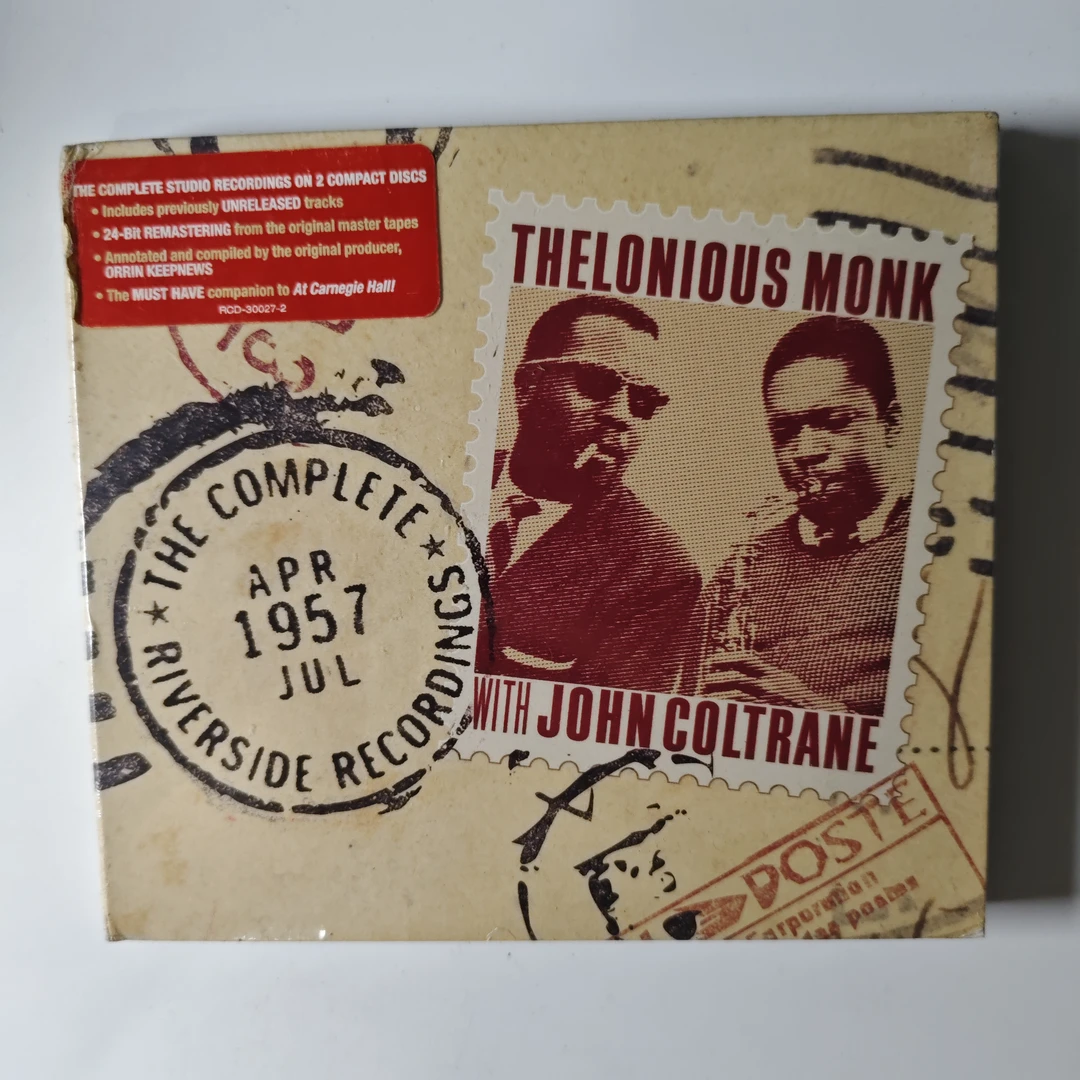 THE COMPLETE STUDIO RECORDINGS ON 2 COMPACT DISCS
• Includes previously UNRELEASED tracks
• 24-Bit REMASTERING from the original master tapes
• Annotated and compiled by the original producer,
ORRIN KEEPNEWS
• The MUST HAVE companion to At Carnegie Hall!
RCD-30027-2
THELONIOUS MONK
WITH JOHN COLTRANE
★ THE COMPLETE ★
APR
1957
JUL
RIVERSIDE RECORDINGS
POSTE